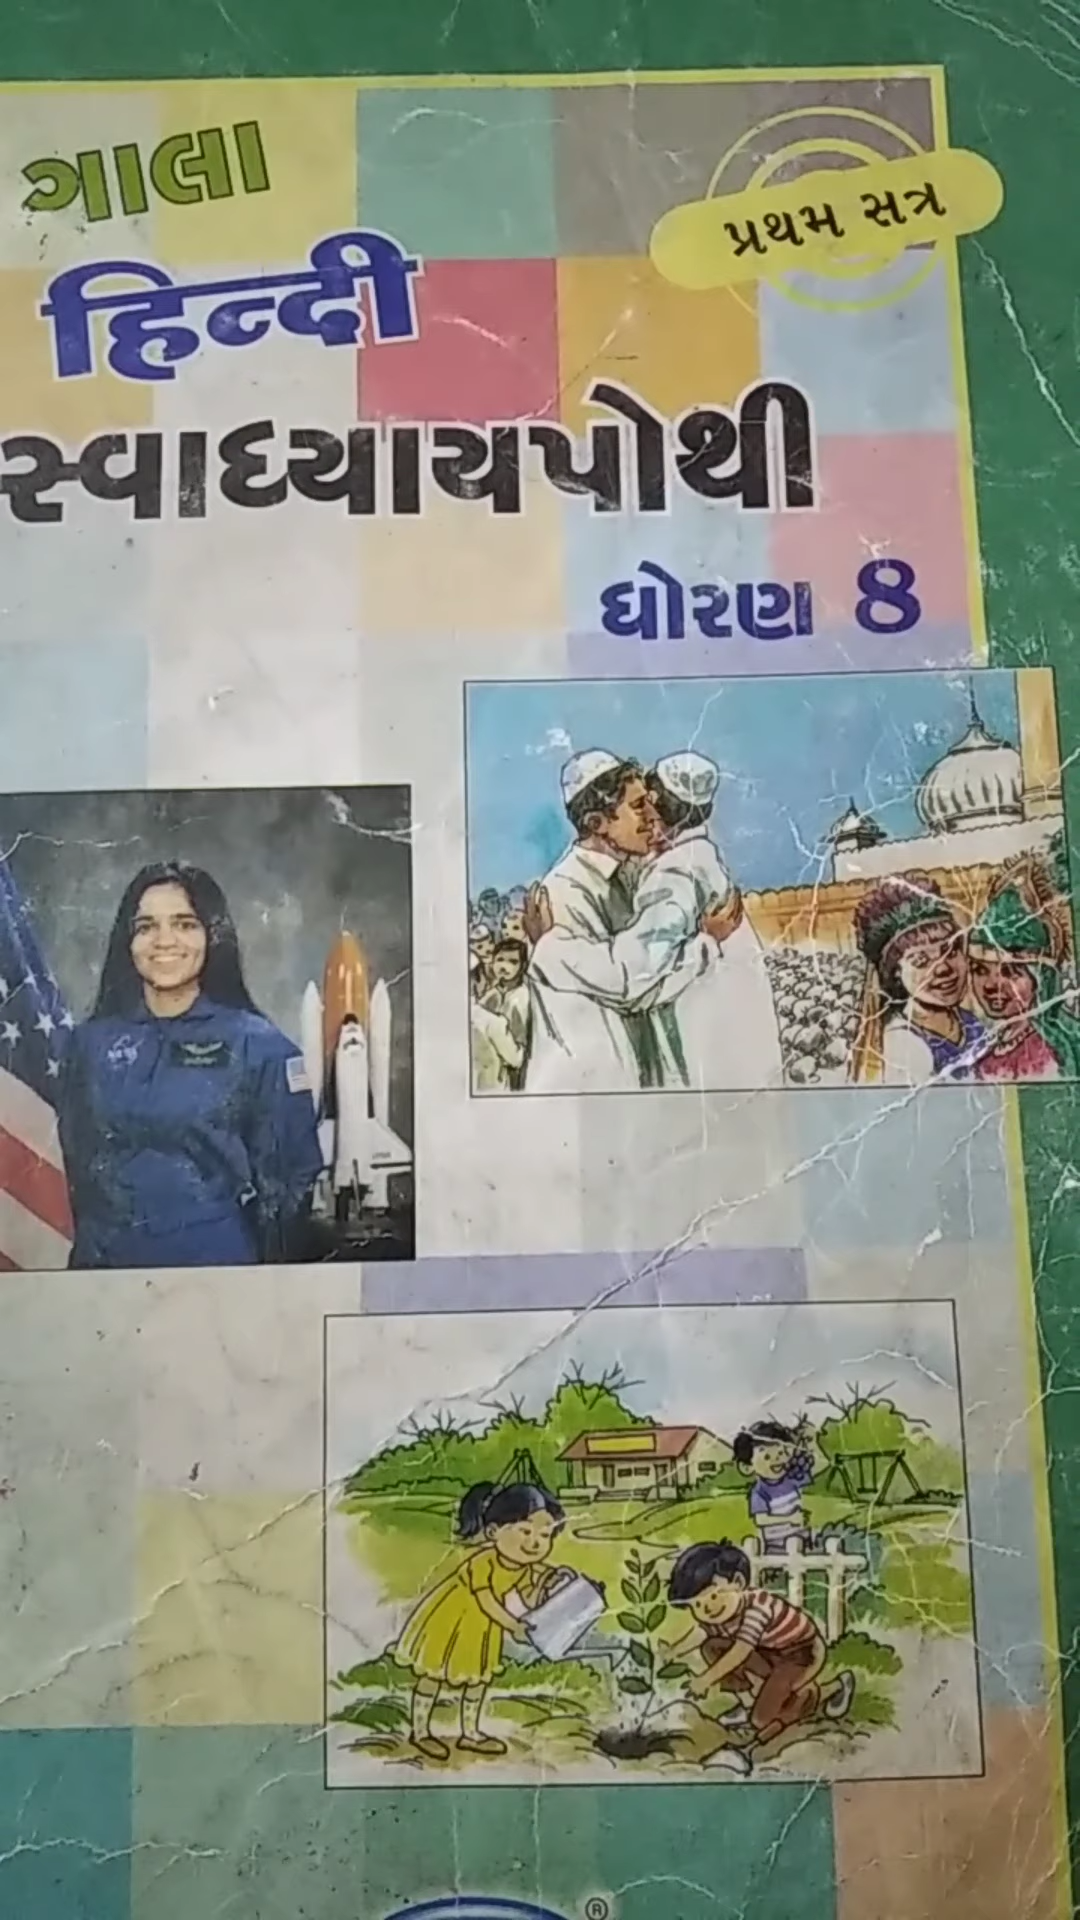 ગાલા
પ્રથમ સત્ર
हिन्दी
સ્વાધ્યાયપોથી
ધોરણ 8
®